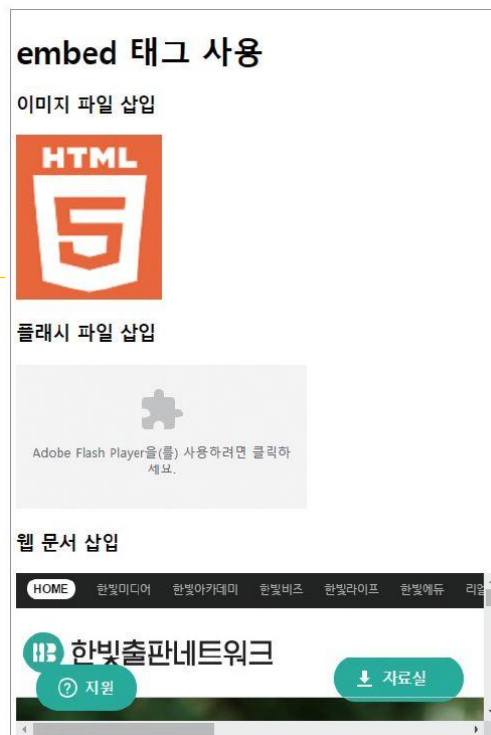 embed 태그 사용
이미지 파일 삽입
HTML
5
플래시 파일 삽입
Adobe Flash Player을(를) 사용하려면 클릭하
세요.
웹 문서 삽입
HOME 한빛미디어 한빛아카데미 한빛비즈 한빛라이프 한빛에듀 리얼
한빛출판네트워크
? 지원
자료실